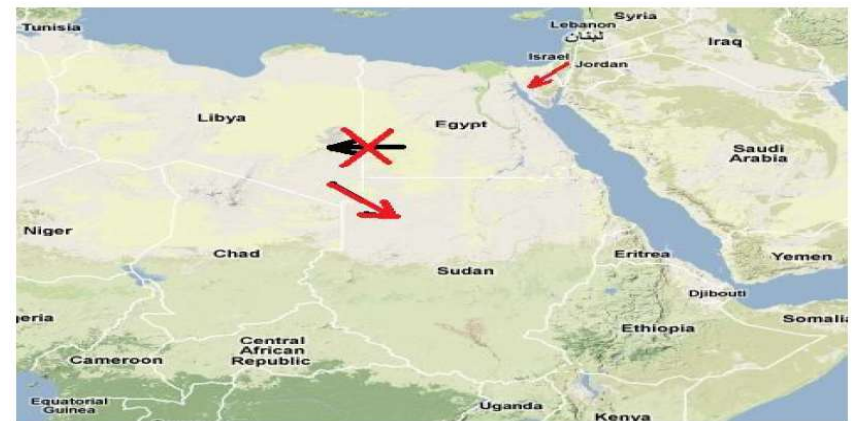 Tunisia
Syria
Lebanon
لبنان
Iraq
Israel
Jordan
Libya
Egypt
Saudi
Arabia
Niger
Chad
Sudan
Eritrea
Yemen
Djibouti
eria
Ethiopia
Somalia
Central
African
Republic
Cameroon
Equatorial
Guinea
Uganda
Kenya